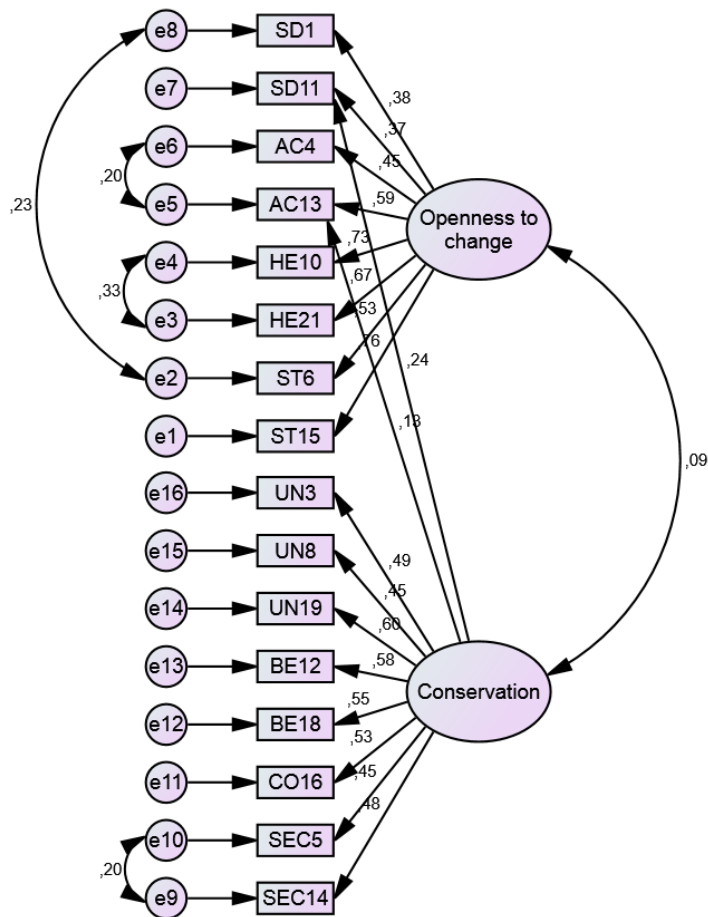 e8
SD1
e7
SD11
,38
e6
AC4
,37
,45
,20
e5
AC13
,59
Openness to
change
,23
e4
HE10
,73
,67
,33
e3
HE21
,53
,76
e2
ST6
,24
e1
ST15
,13
,09
e16
UN3
e15
UN8
,49
,45
e14
UN19
,60
e13
BE12
,58
Conservation
e12
BE18
,55
,53
e11
CO16
,45
,48
e10
SEC5
,20
e9
SEC14